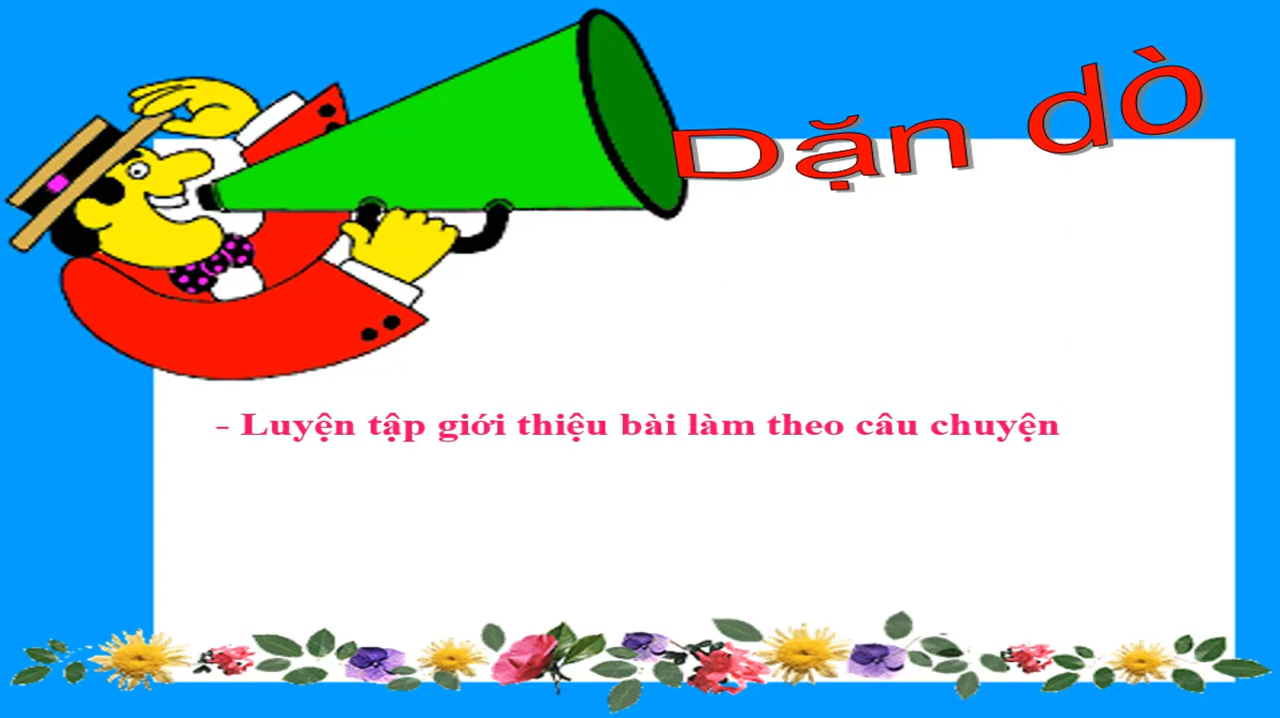 Dặn dò
- Luyện tập giới thiệu bài làm theo câu chuyện